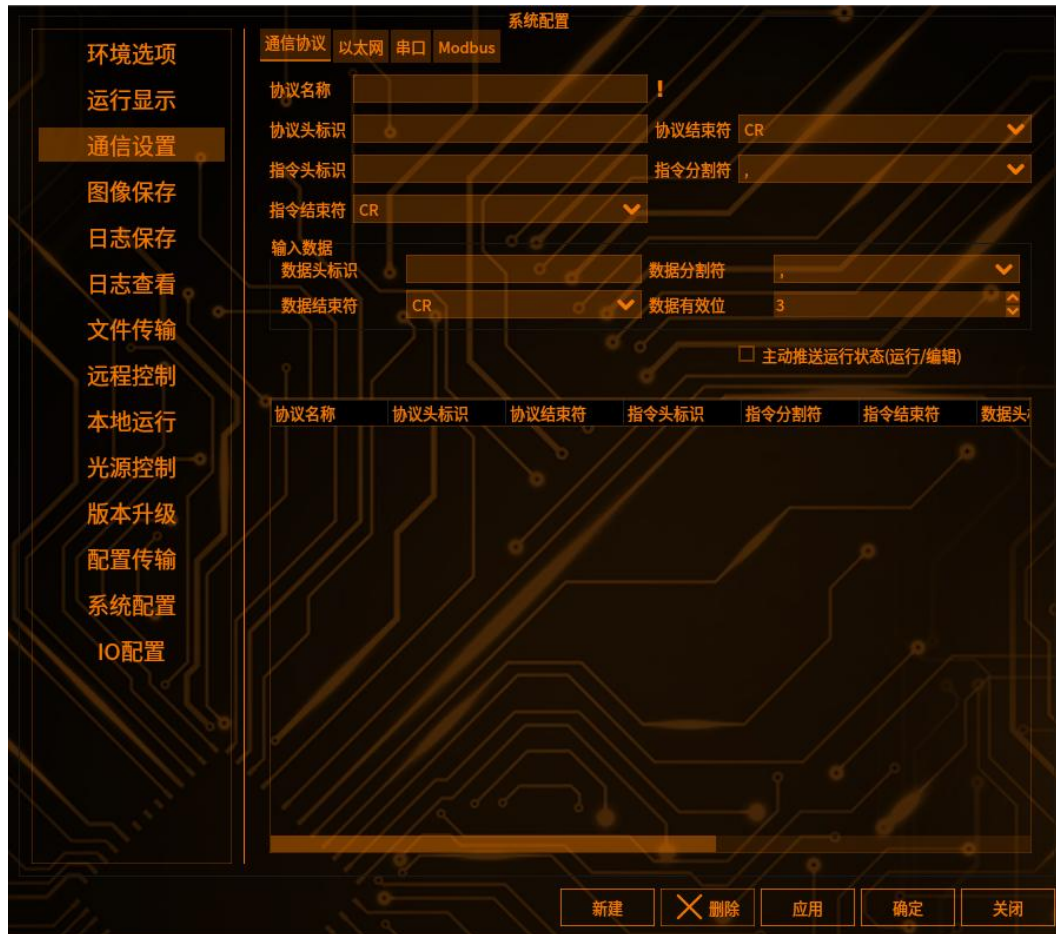 系统配置
环境选项
运行显示
通信设置
图像保存
日志保存
日志查看
文件传输
远程控制
本地运行
光源控制
版本升级
配置传输
系统配置
IO配置
通信协议 以太网 串口 Modbus
协议名称 !
协议头标识 协议结束符 CR
指令头标识 指令分割符 ,
指令结束符 CR
输入数据
数据头标识 数据分割符 ,
数据结束符 CR 数据有效位 3
主动推送运行状态(运行/编辑)
协议名称 协议头标识 协议结束符 指令头标识 指令分割符 指令结束符 数据头
新建 删除 应用 确定 关闭